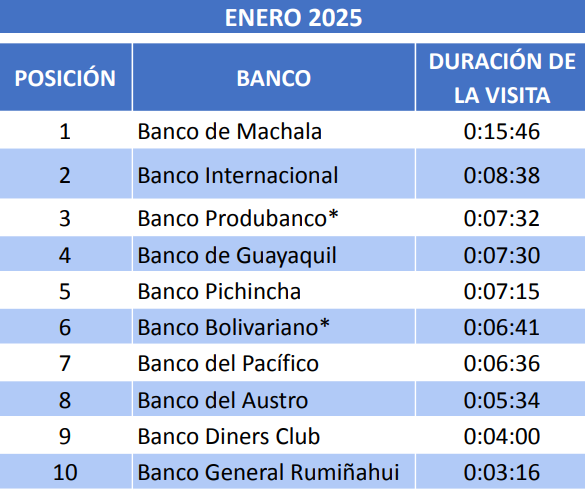 ENERO 2025
POSICIÓN BANCO DURACIÓN DE LA VISITA
1 Banco de Machala 0:15:46
2 Banco Internacional 0:08:38
3 Banco Produbanco* 0:07:32
4 Banco de Guayaquil 0:07:30
5 Banco Pichincha 0:07:15
6 Banco Bolivariano* 0:06:41
7 Banco del Pacífico 0:06:36
8 Banco del Austro 0:05:34
9 Banco Diners Club 0:04:00
10 Banco General Rumiñahui 0:03:16